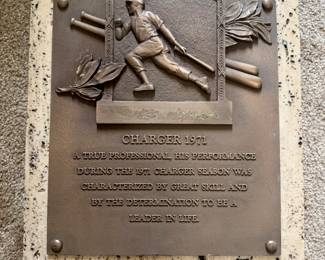 CHARGER 1971
A TRUE PROFESSIONAL, HIS PERFORMANCE
DURING THE 1971 CHARGER SEASON WAS
CHARACTERIZED BY GREAT SKILL AND
BY THE DETERMINATION TO BE A
LEADER IN LIFE.